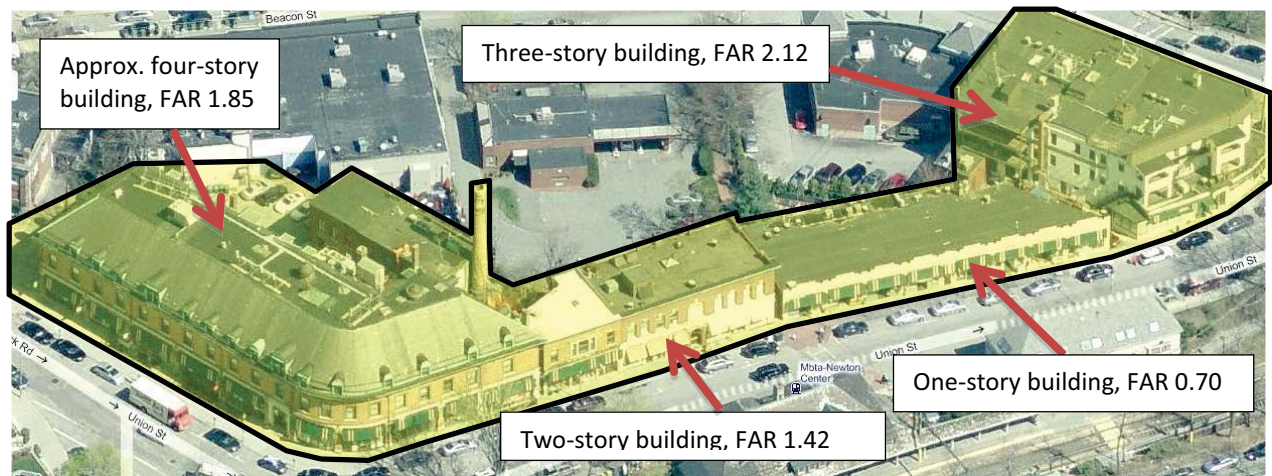 Beacon St
Approx. four-story
building, FAR 1.85
Three-story building, FAR 2.12
Union St
One-story building, FAR 0.70
Union St
Mbta-Newton
Center
Two-story building, FAR 1.42
Rd
Union St